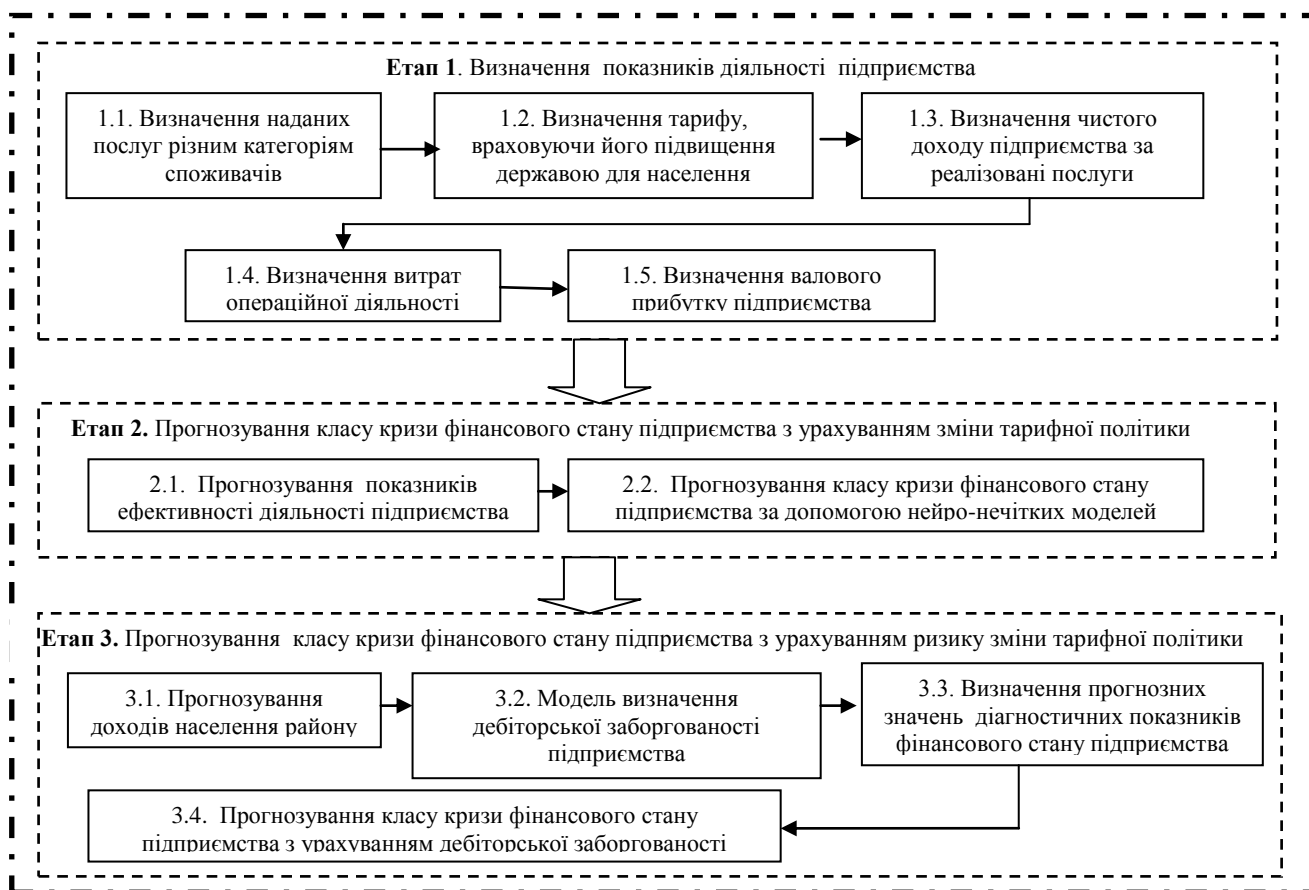 Етап 1. Визначення показників діяльності підприємства
1.1. Визначення наданих
послуг різним категоріям
споживачів
1.2. Визначення тарифу,
враховуючи його підвищення
державою для населення
1.3. Визначення чистого
доходу підприємства за
реалізовані послуги
1.4. Визначення витрат
операційної діяльності
1.5. Визначення валового
прибутку підприємства
Етап 2. Прогнозування класу кризи фінансового стану підприємства з урахуванням зміни тарифної політики
2.1. Прогнозування показників
ефективності діяльності підприємства
2.2. Прогнозування класу кризи фінансового стану
підприємства за допомогою нейро-нечітких моделей
Етап 3. Прогнозування класу кризи фінансового стану підприємства з урахуванням ризику зміни тарифної політики
3.1. Прогнозування
доходів населення району
3.2. Модель визначення
дебіторської заборгованості
підприємства
3.3. Визначення прогнозних
значень діагностичних показників
фінансового стану підприємства
3.4. Прогнозування класу кризи фінансового стану
підприємства з урахуванням дебіторської заборгованості